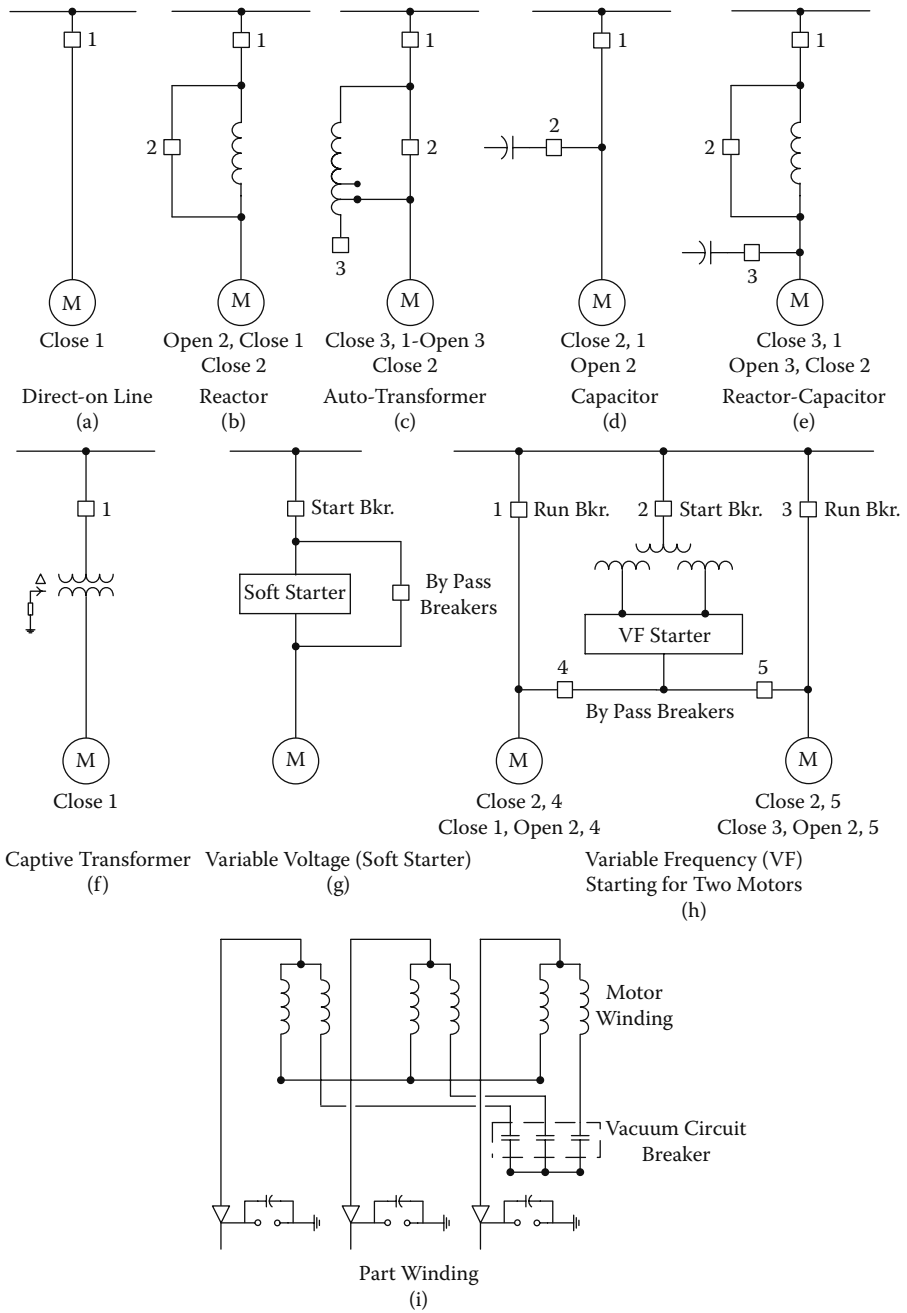 1
Close 1
Direct-on Line
(a)
1
2
M
Open 2, Close 1
Close 2
Reactor
(b)
1
2
3
M
Close 3, 1-Open 3
Close 2
Auto-Transformer
(c)
1
2
M
Close 2, 1
Open 2
Capacitor
(d)
1
2
3
M
Close 3, 1
Open 3, Close 2
Reactor-Capacitor
(e)
M
1
Δ
M
Close 1
Captive Transformer
(f)
Start Bkr.
Soft Starter
By Pass
Breakers
M
Variable Voltage (Soft Starter)
(g)
1 Run Bkr.
2 Start Bkr.
3 Run Bkr.
VF Starter
4
5
By Pass Breakers
M
M
Close 2, 4
Close 1, Open 2, 4
Close 2, 5
Close 3, Open 2, 5
Variable Frequency (VF)
Starting for Two Motors
(h)
Motor
Winding
Vacuum Circuit
Breaker
Part Winding
(i)